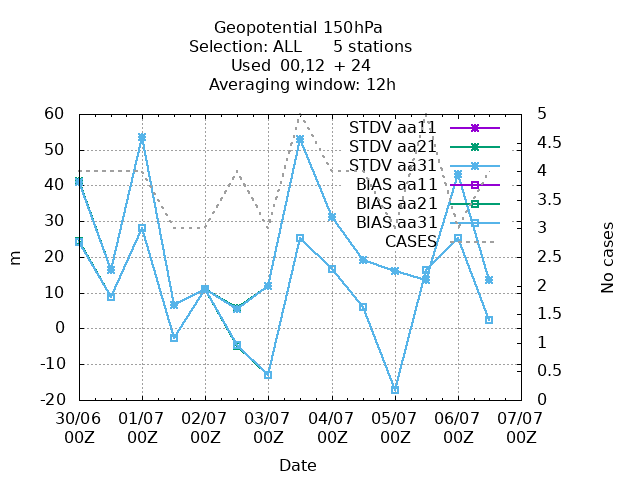 Geopotential 150hPa
Selection: ALL 5 stations
Used 00,12 + 24
Averaging window: 12h
60
50
40
30
20
10
0
-10
-20
m
5
4.5
4
3.5
3
2.5
2
1.5
1
0.5
0
No cases
STDV aa11
STDV aa21
STDV aa31
BIAS aa11
BIAS aa21
BIAS aa31
CASES
30/06 01/07 02/07 03/07 04/07 05/07 06/07 07/07
00Z 00Z 00Z 00Z 00Z 00Z 00Z 00Z
Date